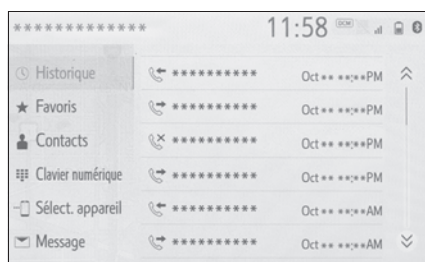 ************* 11:58 DCM
Historique ********** Oct ** **:**PM
Favoris ********** Oct ** **:**PM
Contacts ********** Oct ** **:**PM
Clavier numérique ********** Oct ** **:**PM
Sélect. appareil ********** Oct ** **:**AM
Message ********** Oct ** **:**AM